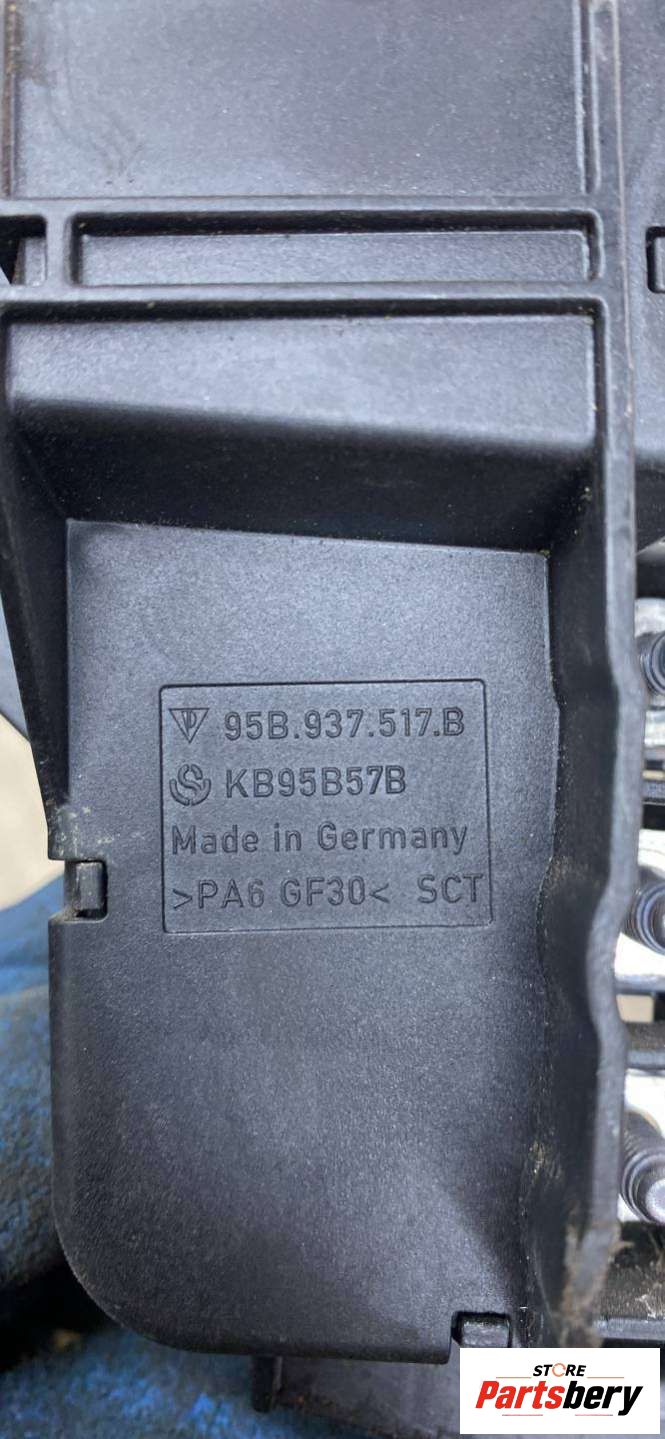 95B.937.517.B
KB95B57B
Made in Germany
>PA6 GF30< SCT
STORE
Partsbery